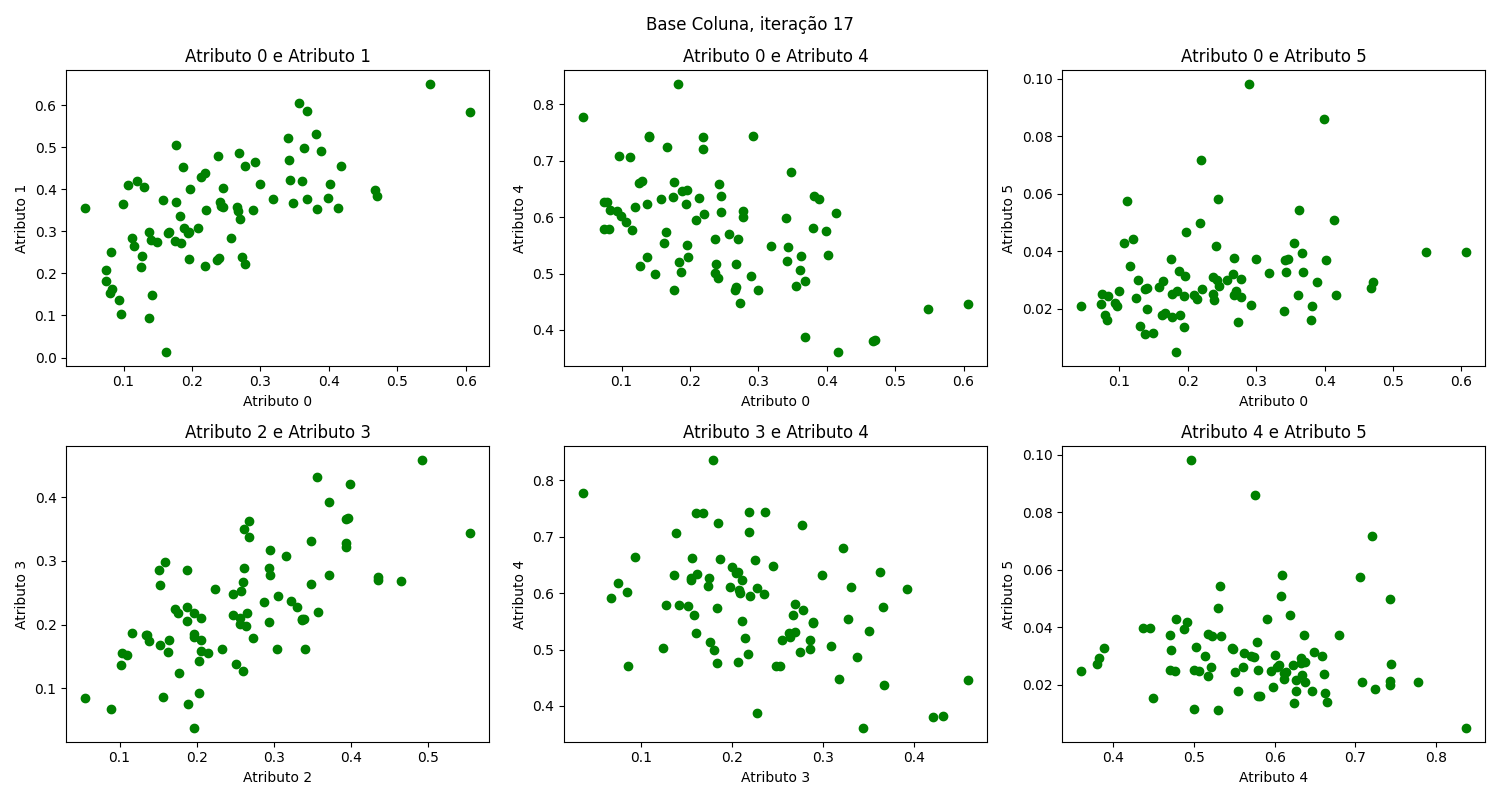 Base Coluna, iteração 17
Atributo 0 e Atributo 1
Atributo 1
0.6
0.5
0.4
0.3
0.2
0.1
0.0
0.1 0.2 0.3 0.4 0.5 0.6
Atributo 0
Atributo 0 e Atributo 4
Atributo 4
0.8
0.7
0.6
0.5
0.4
0.1 0.2 0.3 0.4 0.5 0.6
Atributo 0
Atributo 0 e Atributo 5
Atributo 5
0.10
0.08
0.06
0.04
0.02
0.1 0.2 0.3 0.4 0.5 0.6
Atributo 0
Atributo 2 e Atributo 3
Atributo 3
0.4
0.3
0.2
0.1
0.1 0.2 0.3 0.4 0.5
Atributo 2
Atributo 3 e Atributo 4
Atributo 4
0.8
0.7
0.6
0.5
0.4
0.1 0.2 0.3 0.4
Atributo 3
Atributo 4 e Atributo 5
Atributo 5
0.10
0.08
0.06
0.04
0.02
0.4 0.5 0.6 0.7 0.8
Atributo 4